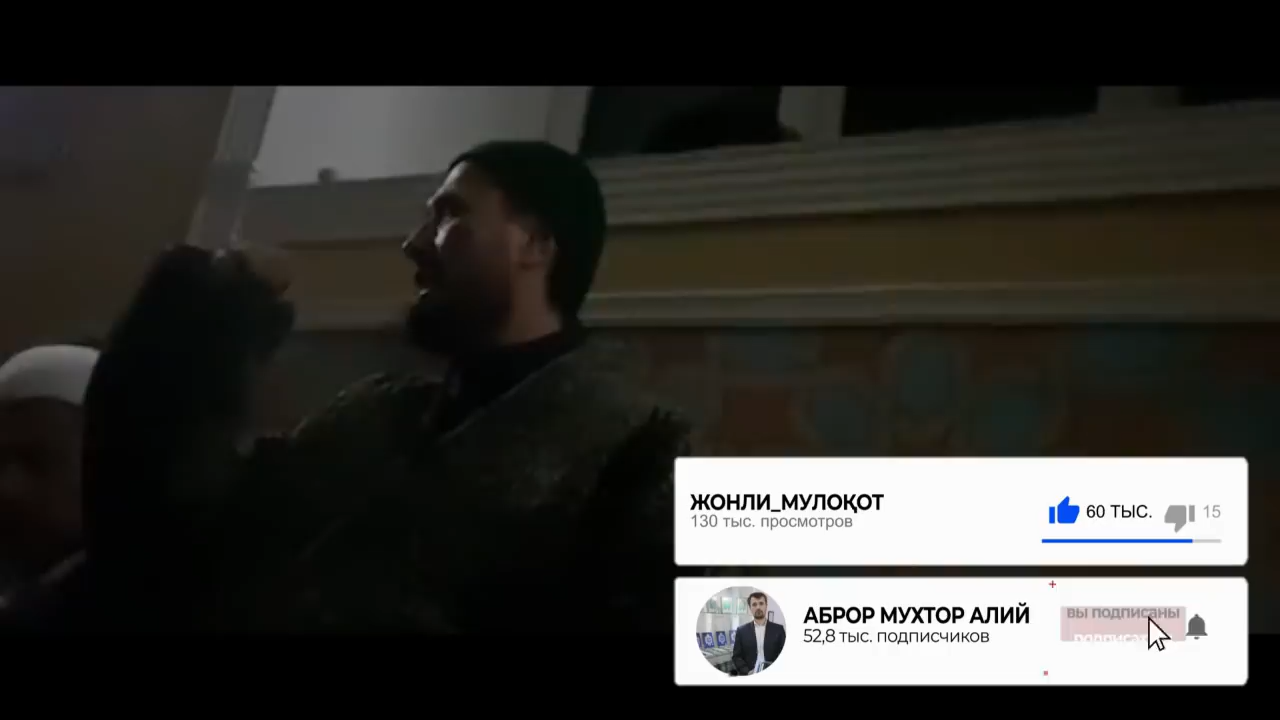 ЖОНЛИ_МУЛОҚОТ
130 тыс. просмотров
60 ТЫС.
15
АБРОР МУХТОР АЛИЙ
52,8 тыс. подписчиков
ВЫ ПОДПИСАНЫ